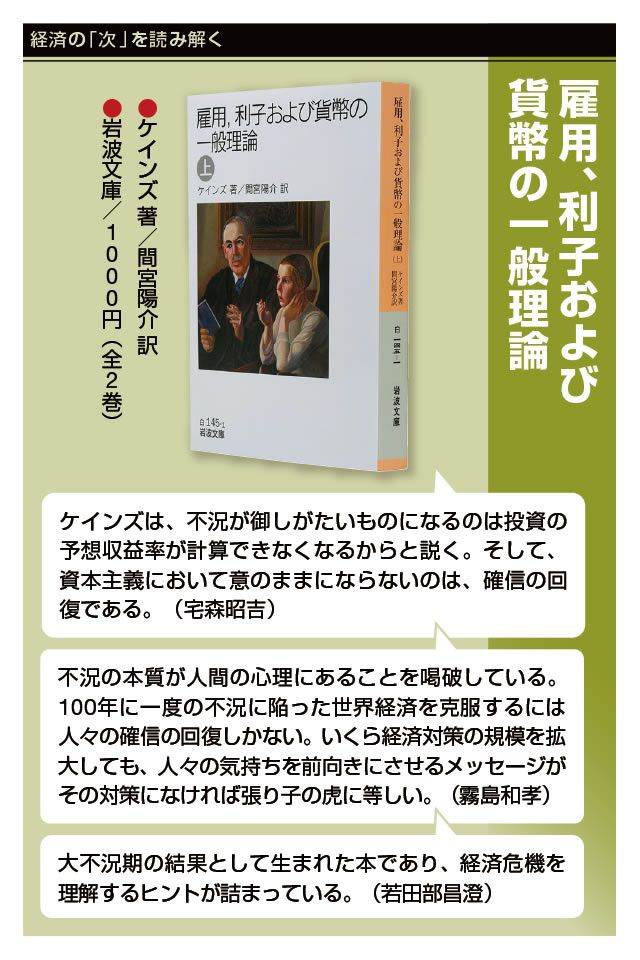 経済の「次」を読み解く
雇用、利子および
貨幣の一般理論
●ケインズ 著／間宮陽介 訳
●岩波文庫／1000円（全2巻）
雇用，利子および貨幣の
一般理論
上
ケインズ 著／間宮陽介 訳
白 145-1
岩波文庫
雇用、利子および貨幣の一般理論（上）
ケインズ著
間宮陽介訳
白一四五-一
岩波文庫
ケインズは、不況が御しがたいものになるのは投資の
予想収益率が計算できなくなるからと説く。そして、
資本主義において意のままにならないのは、確信の回
復である。（宅森昭吉）
不況の本質が人間の心理にあることを喝破している。
100年に一度の不況に陥った世界経済を克服するには
人々の確信の回復しかない。いくら経済対策の規模を拡
大しても、人々の気持ちを前向きにさせるメッセージが
その対策になければ張り子の虎に等しい。（霧島和孝）
大不況期の結果として生まれた本であり、経済危機を
理解するヒントが詰まっている。（若田部昌澄）